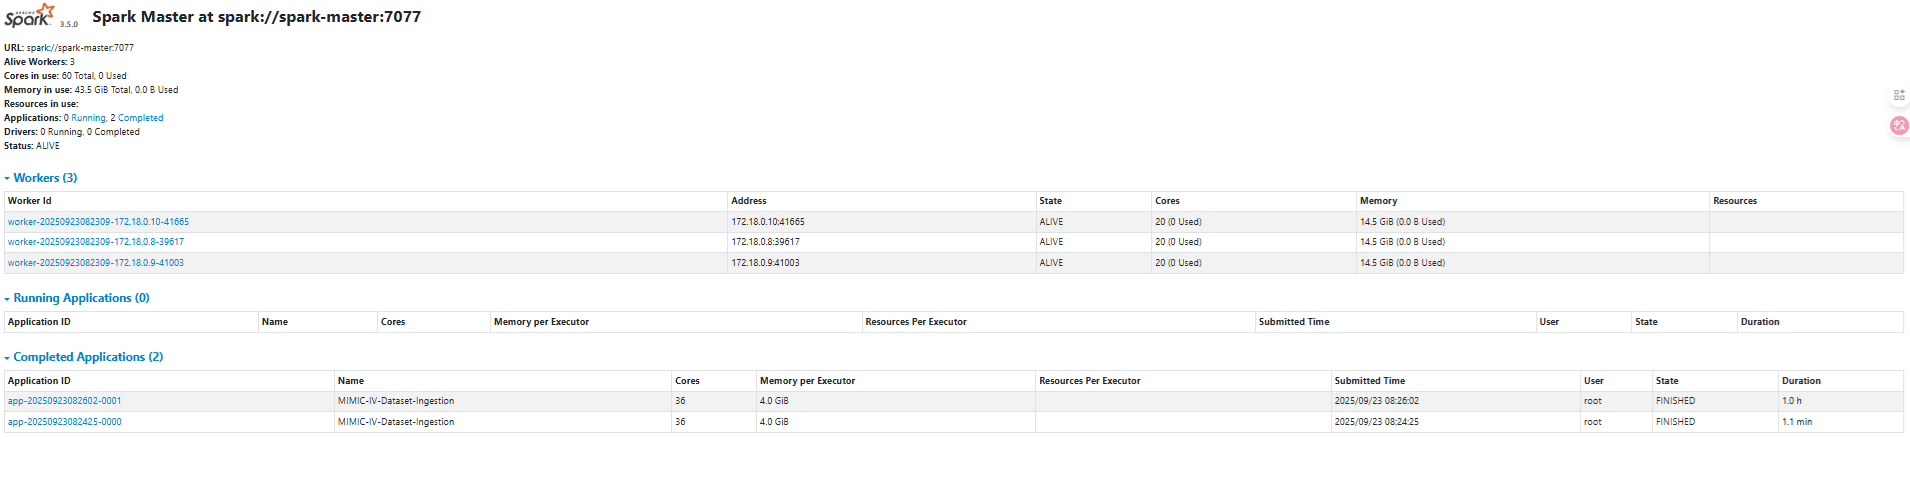 APACHE
Spark 3.5.0 Spark Master at spark://spark-master:7077
URL: spark://spark-master:7077
Alive Workers: 3
Cores in use: 60 Total, 0 Used
Memory in use: 43.5 GiB Total, 0.0 B Used
Resources in use:
Applications: 0 Running, 2 Completed
Drivers: 0 Running, 0 Completed
Status: ALIVE
中文A
Workers (3)
Worker Id Address State Cores Memory Resources
worker-20250923082309-172.18.0.10-41665 172.18.0.10:41665 ALIVE 20 (0 Used) 14.5 GiB (0.0 B Used)
worker-20250923082309-172.18.0.8-39617 172.18.0.8:39617 ALIVE 20 (0 Used) 14.5 GiB (0.0 B Used)
worker-20250923082309-172.18.0.9-41003 172.18.0.9:41003 ALIVE 20 (0 Used) 14.5 GiB (0.0 B Used)
Running Applications (0)
Application ID Name Cores Memory per Executor Resources Per Executor Submitted Time User State Duration
Completed Applications (2)
Application ID Name Cores Memory per Executor Resources Per Executor Submitted Time User State Duration
app-20250923082602-0001 MIMIC-IV-Dataset-Ingestion 36 4.0 GiB 2025/09/23 08:26:02 root FINISHED 1.0 h
app-20250923082425-0000 MIMIC-IV-Dataset-Ingestion 36 4.0 GiB 2025/09/23 08:24:25 root FINISHED 1.1 min